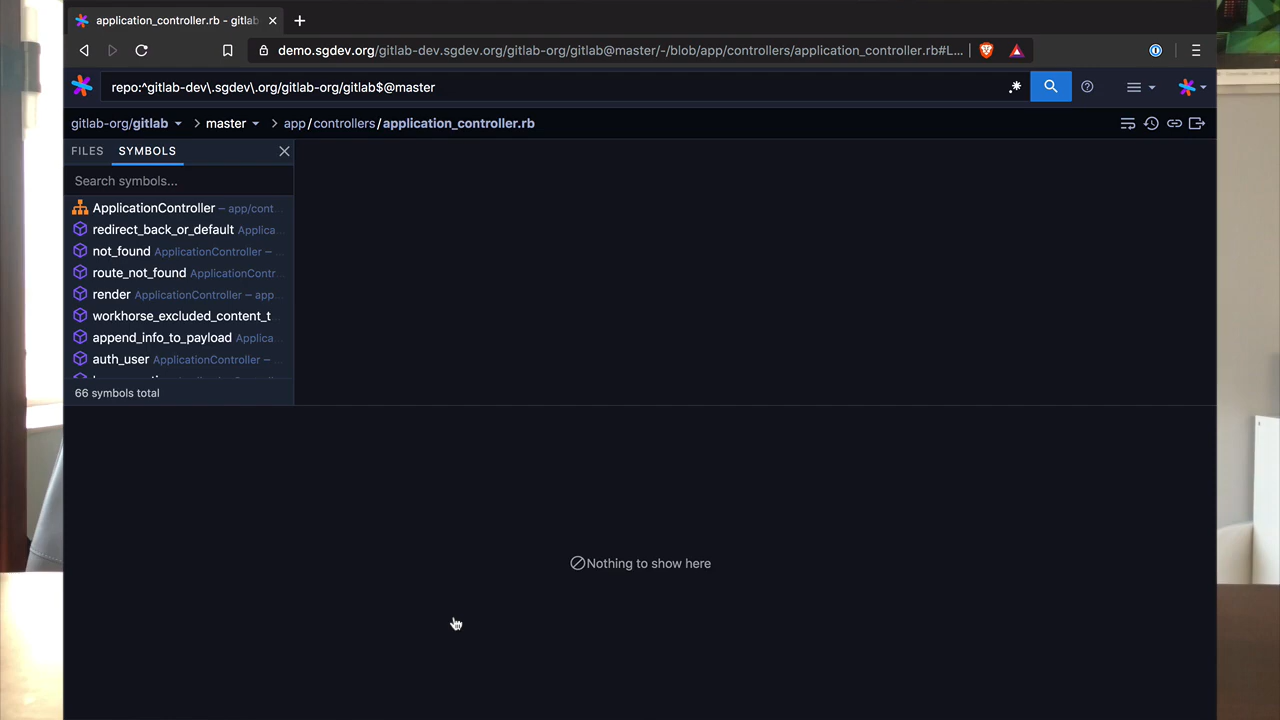 application_controller.rb - gitlab
demo.sgdev.org/gitlab-dev.sgdev.org/gitlab-org/gitlab@master/-/blob/app/controllers/application_controller.rb#L...
repo:^gitlab-dev\.sgdev\.org/gitlab-org/gitlab$@master
gitlab-org/gitlab > master > app/controllers/application_controller.rb
FILES SYMBOLS
Search symbols...
ApplicationController – app/cont
redirect_back_or_default Applica
not_found ApplicationController –
route_not_found ApplicationContr
render ApplicationController – app
workhorse_excluded_content_t
append_info_to_payload Applica
auth_user ApplicationController –
66 symbols total
Nothing to show here